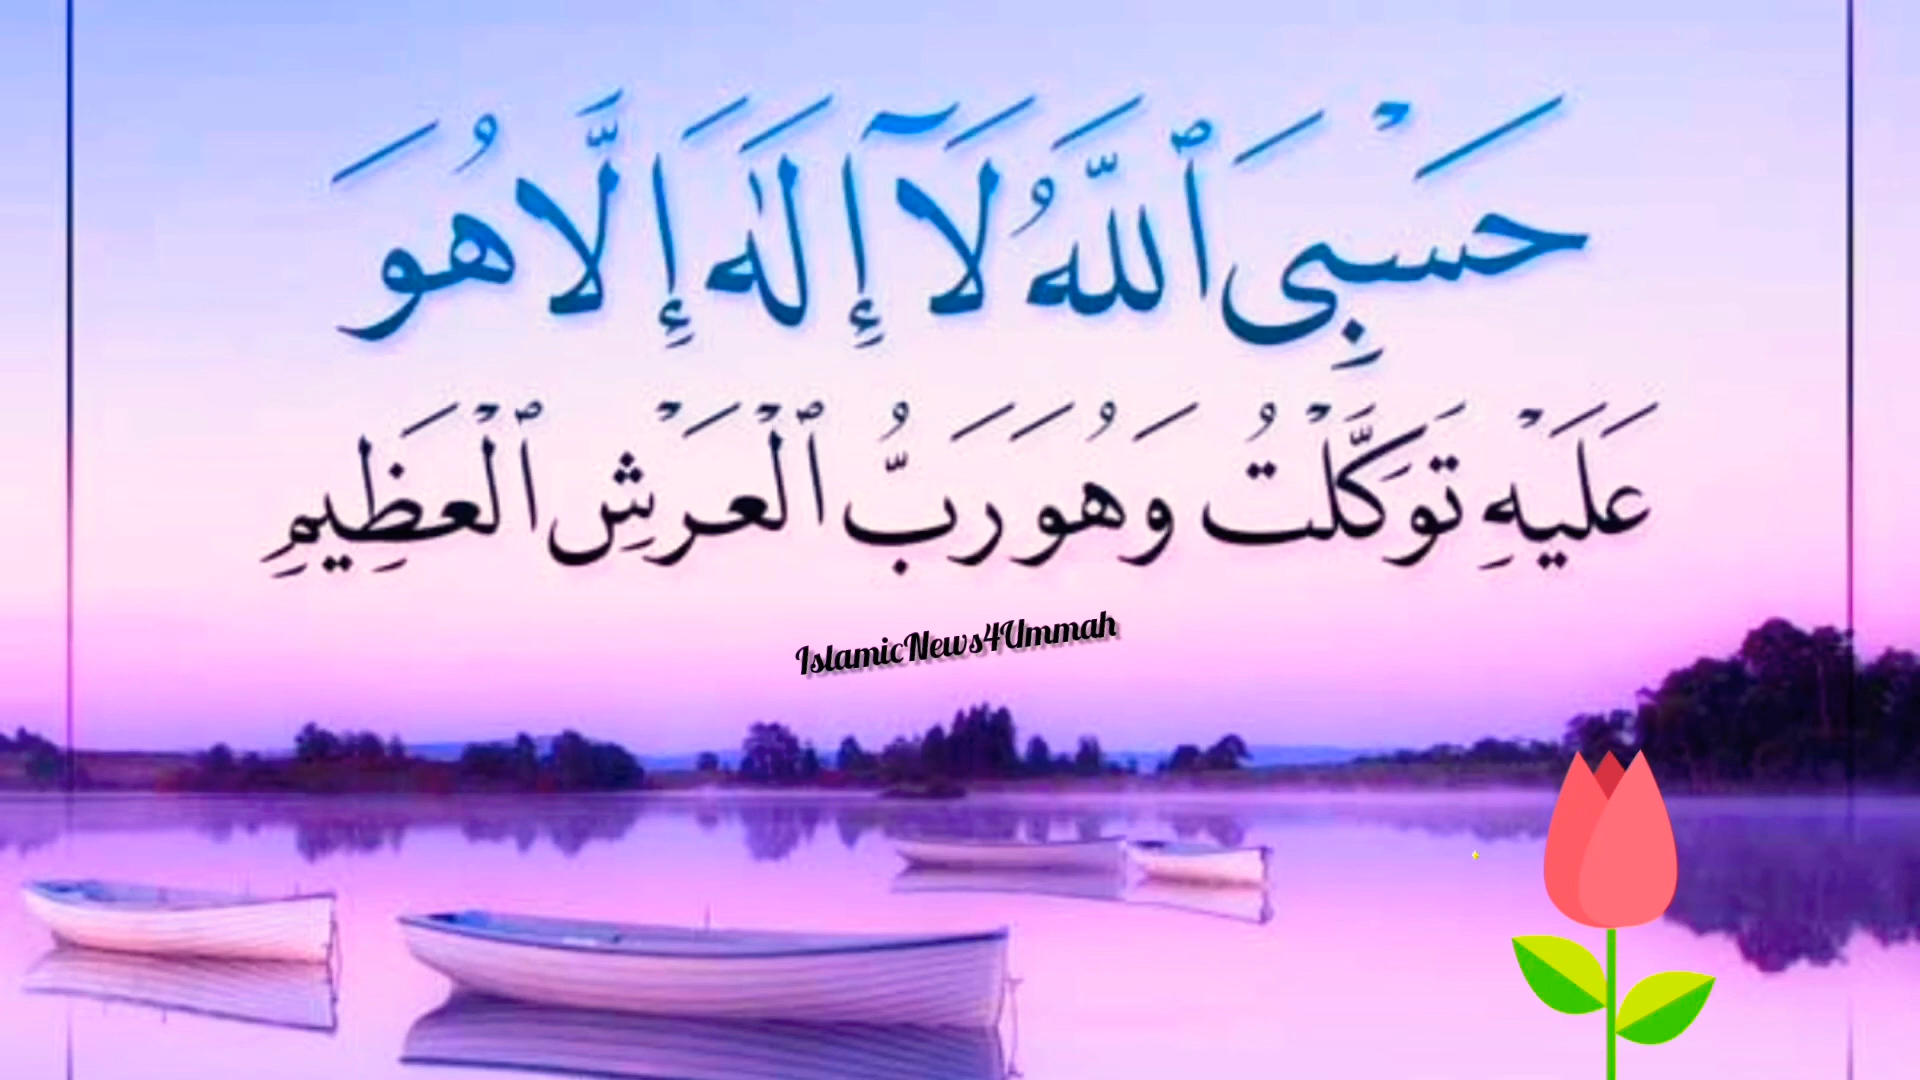 حَسْبِىَ ٱللَّهُ لَآ إِلَٰهَ إِلَّا هُوَ
عَلَيْهِ تَوَكَّلْتُ وَهُوَ رَبُّ ٱلْعَرْشِ ٱلْعَظِيمِ
IslamicNews4Ummah